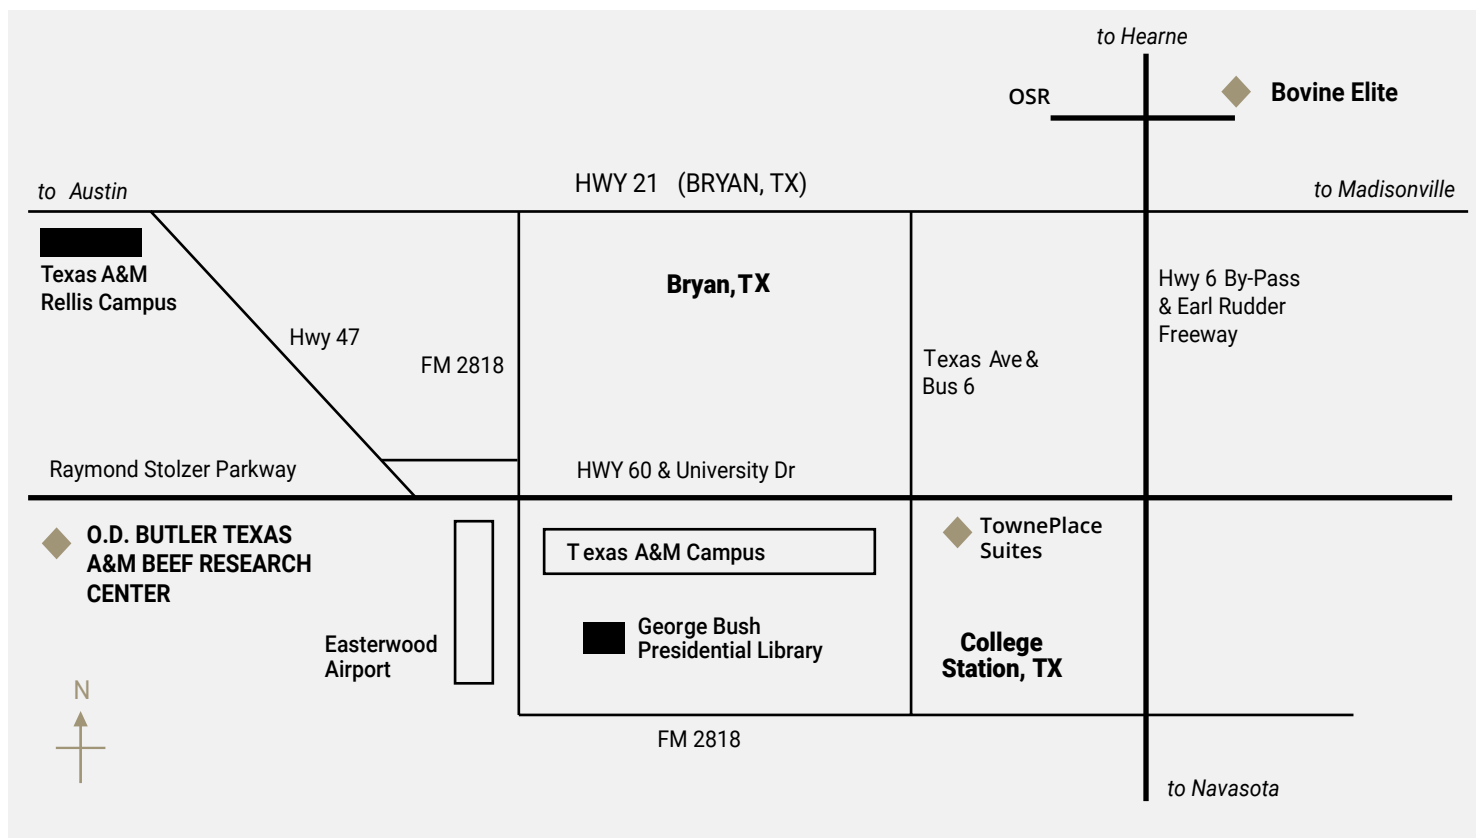 to Hearne
OSR
Bovine Elite
to Austin
HWY 21 (BRYAN, TX)
to Madisonville
Texas A&M
Rellis Campus
Bryan, TX
Hwy 6 By-Pass
& Earl Rudder
Freeway
Hwy 47
FM 2818
Texas Ave &
Bus 6
Raymond Stolzer Parkway
HWY 60 & University Dr
O.D. BUTLER TEXAS
A&M BEEF RESEARCH
CENTER
Texas A&M Campus
TownePlace
Suites
Easterwood
Airport
George Bush
Presidential Library
College
Station, TX
N
FM 2818
to Navasota